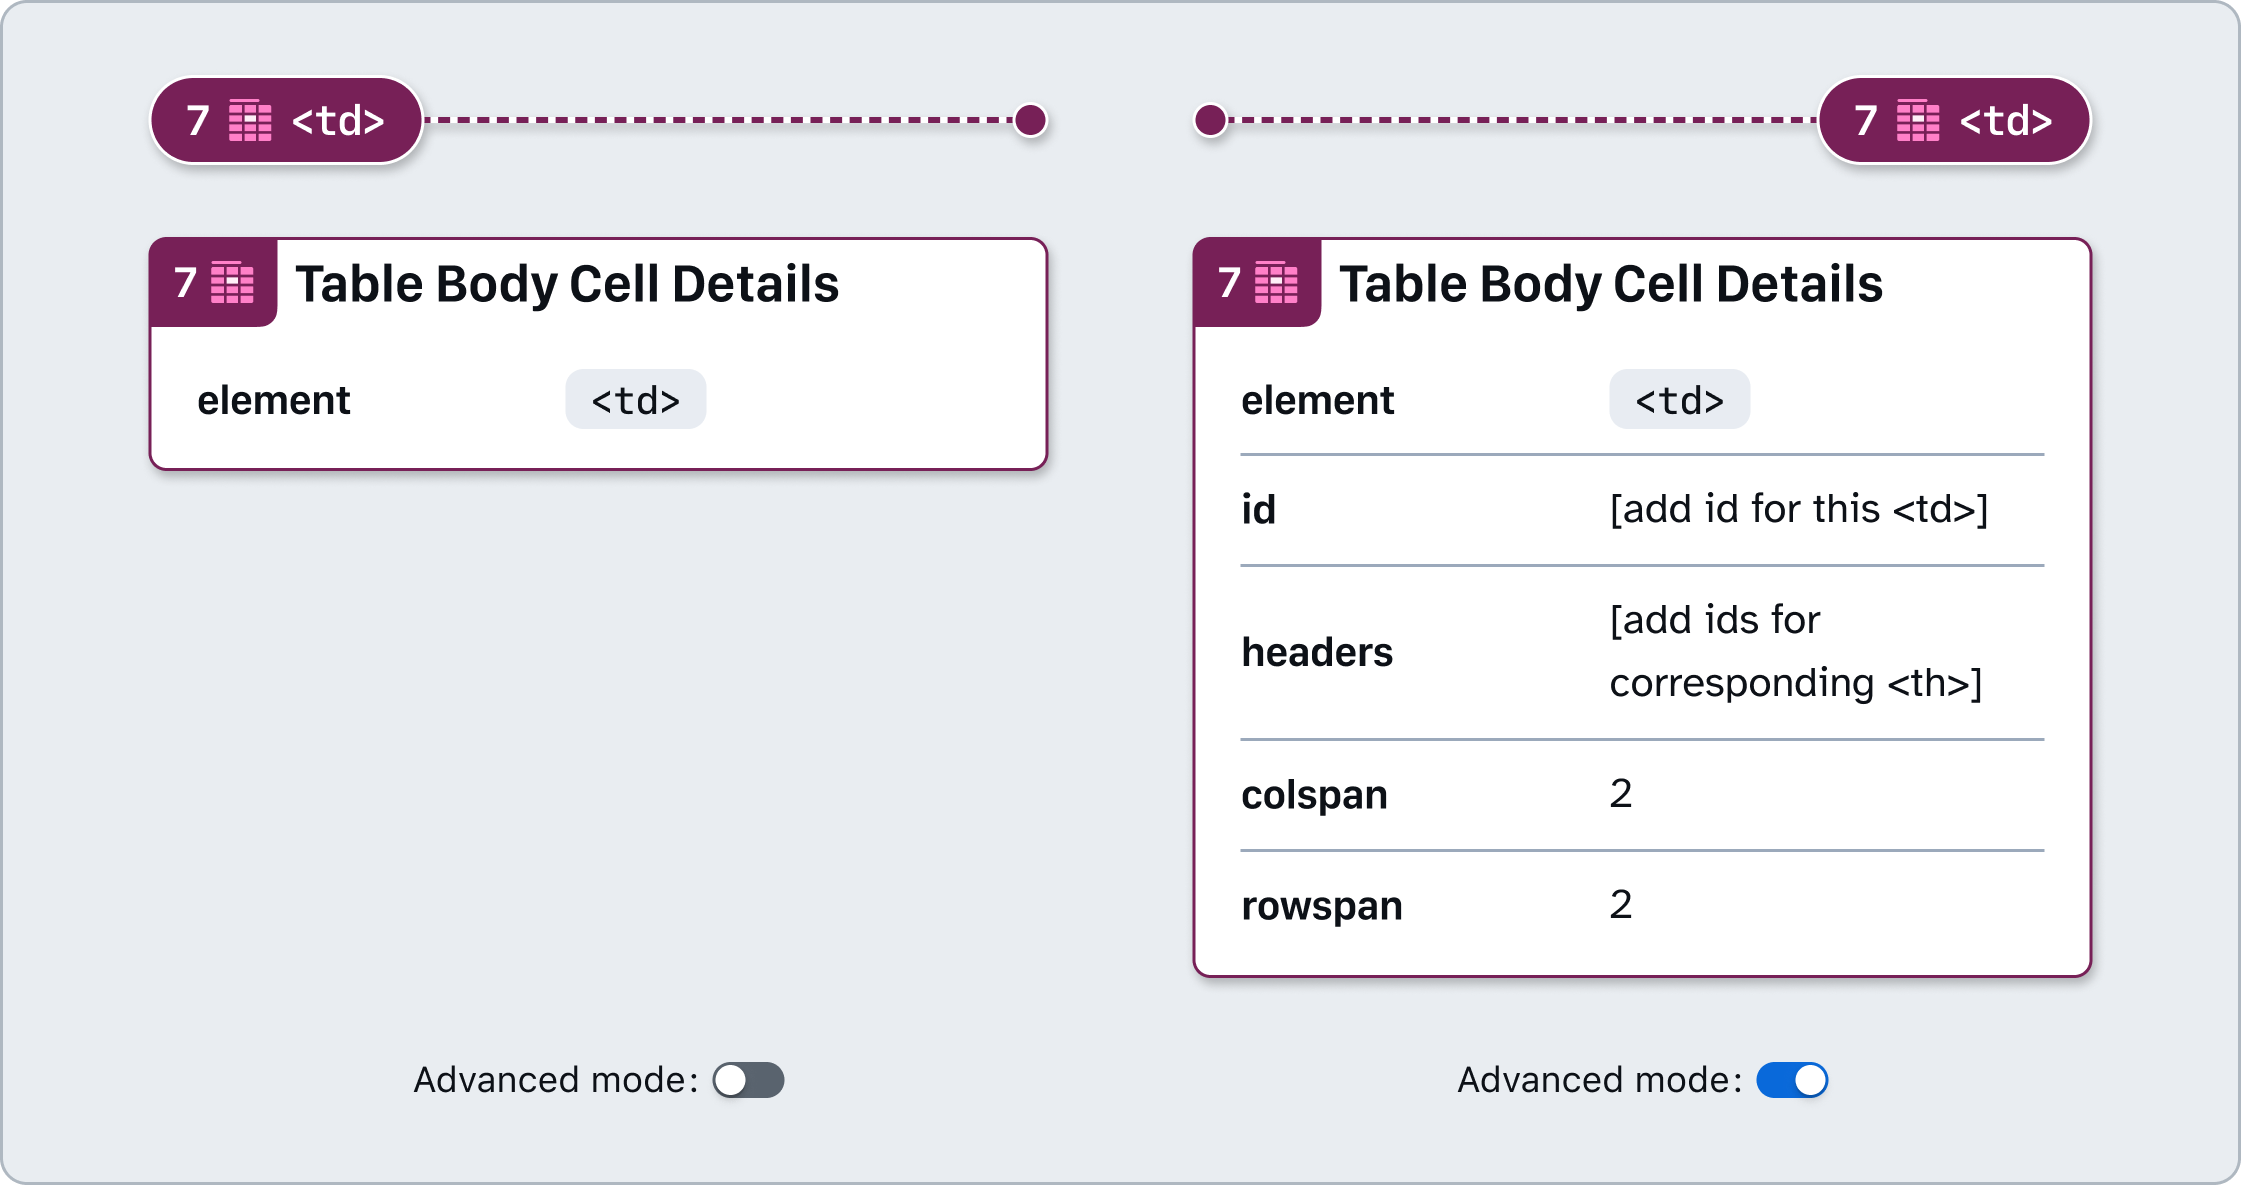 7 <td>
7 <td>
7 Table Body Cell Details
element <td>
Advanced mode:
7 Table Body Cell Details
element <td>
id [add id for this <td>]
headers [add ids for
corresponding <th>]
colspan 2
rowspan 2
Advanced mode: